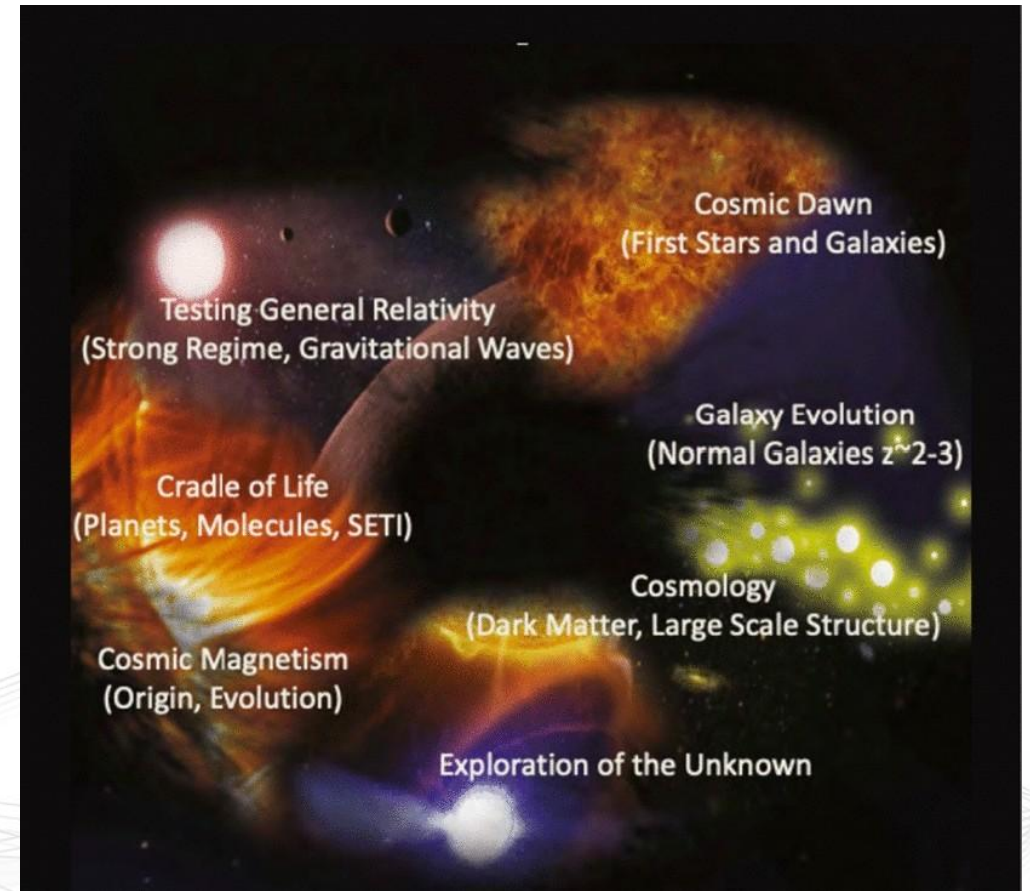 Cosmic Dawn
(First Stars and Galaxies)
Testing General Relativity
(Strong Regime, Gravitational Waves)
Galaxy Evolution
(Normal Galaxies z~2-3)
Cradle of Life
(Planets, Molecules, SETI)
Cosmology
(Dark Matter, Large Scale Structure)
Cosmic Magnetism
(Origin, Evolution)
Exploration of the Unknown